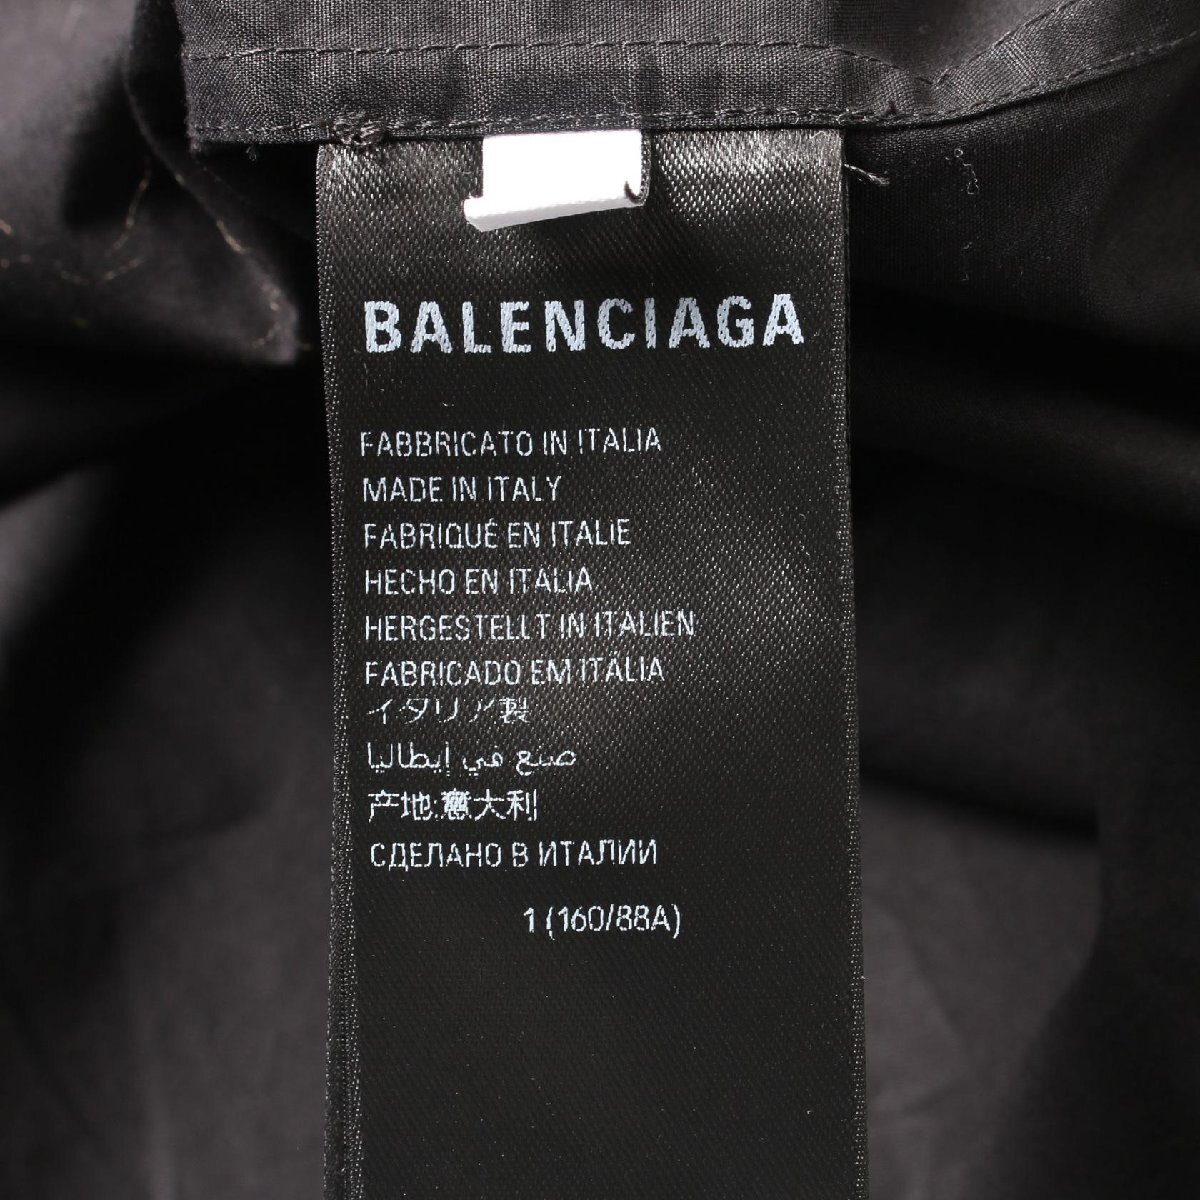 BALENCIAGA
FABBRICATO IN ITALIA
MADE IN ITALY
FABRIQUÉ EN ITALIE
HECHO EN ITALIA
HERGESTELLT IN ITALIEN
FABRICADO EM ITÁLIA
イタリア製
صنع في إيطاليا
产地:意大利
СДЕЛАНО В ИТАЛИИ
1 (160/88A)